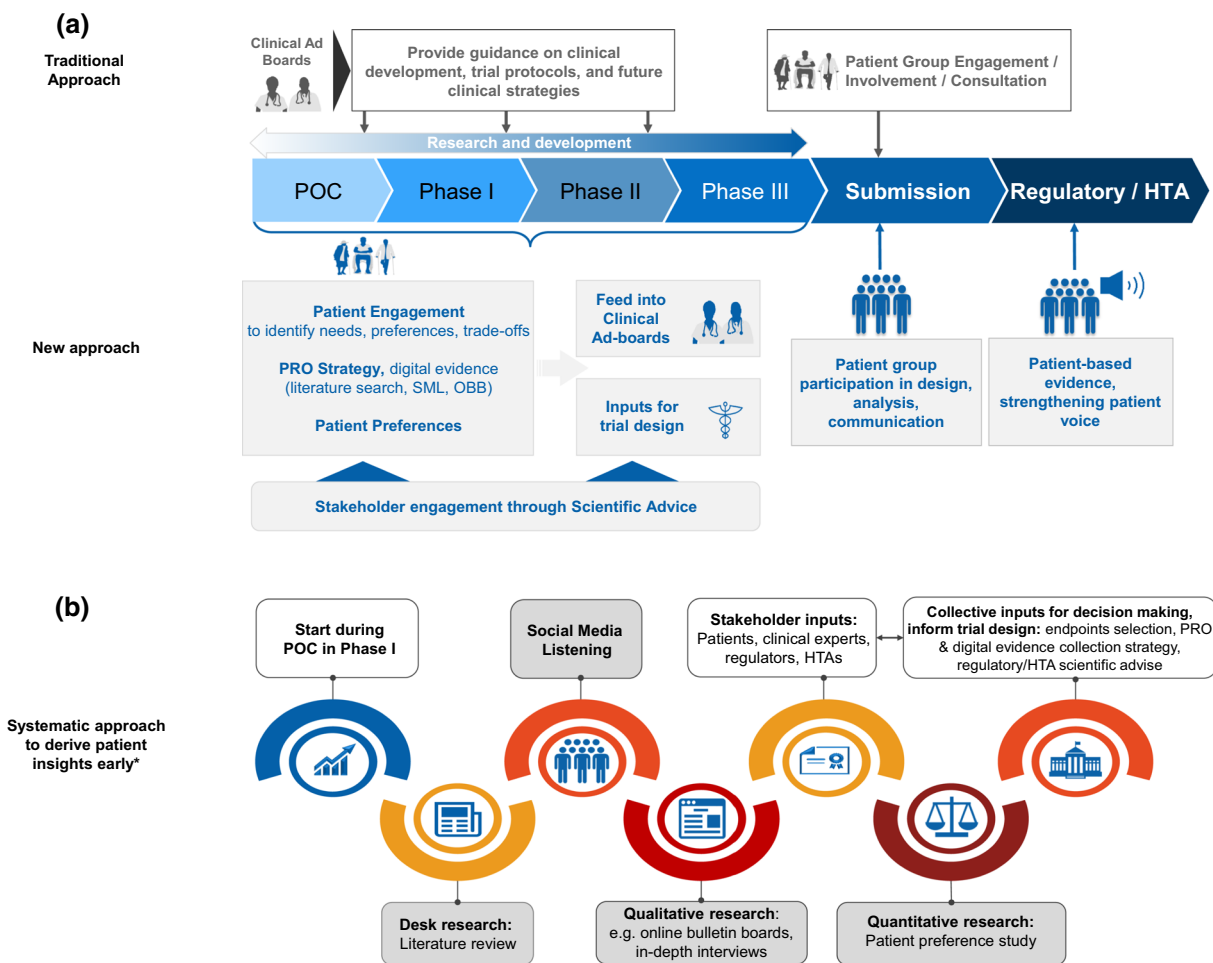 (a)
Traditional
Approach
Clinical Ad
Boards
Provide guidance on clinical
development, trial protocols, and future
clinical strategies
Patient Group Engagement /
Involvement / Consultation
Research and development
POC
Phase I
Phase II
Phase III
Submission
Regulatory / HTA
New approach
Patient Engagement
to identify needs, preferences, trade-offs
PRO Strategy, digital evidence
(literature search, SML, OBB)
Patient Preferences
Feed into
Clinical
Ad-boards
Inputs for
trial design
Patient group
participation in design,
analysis,
communication
Patient-based
evidence,
strengthening patient
voice
Stakeholder engagement through Scientific Advice
(b)
Systematic approach
to derive patient
insights early*
Start during
POC in Phase I
Social Media
Listening
Stakeholder inputs:
Patients, clinical experts,
regulators, HTAs
Collective inputs for decision making,
inform trial design: endpoints selection, PRO
& digital evidence collection strategy,
regulatory/HTA scientific advise
Desk research:
Literature review
Qualitative research:
e.g. online bulletin boards,
in-depth interviews
Quantitative research:
Patient preference study